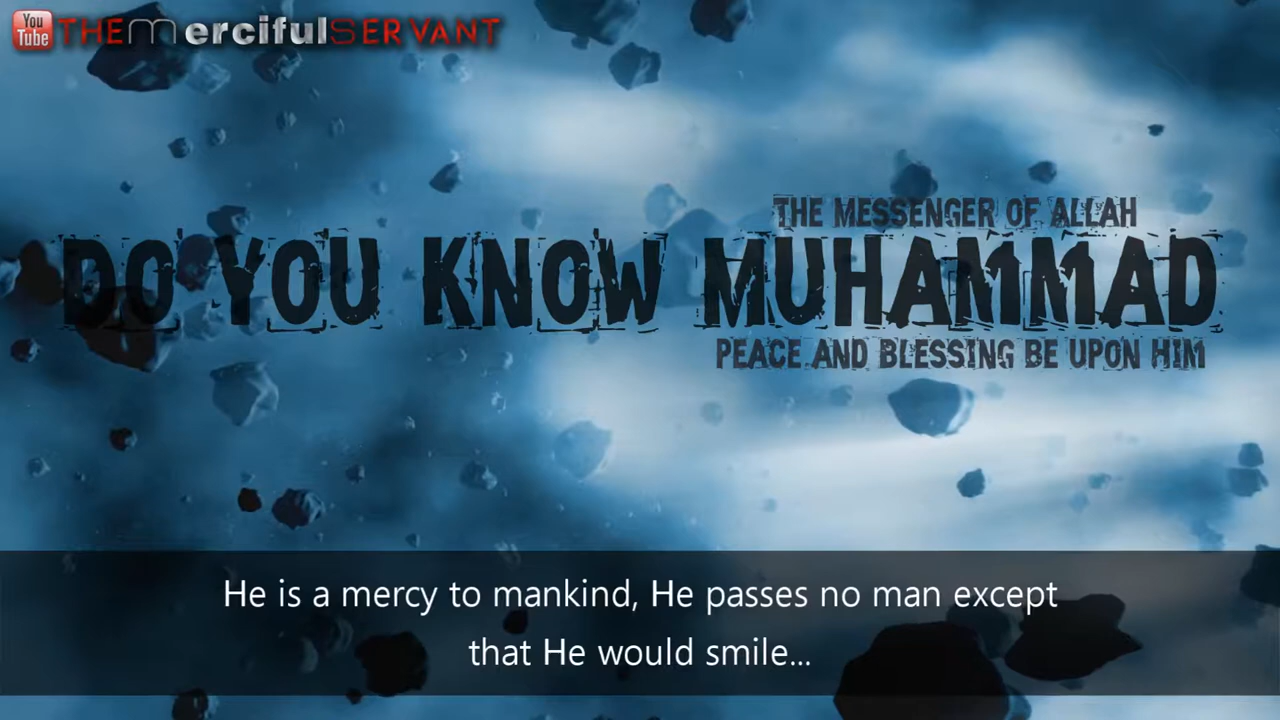 You Tube THEmercifulSERVANT
THE MESSENGER OF ALLAH
DO YOU KNOW MUHAMMAD
PEACE AND BLESSING BE UPON HIM
He is a mercy to mankind, He passes no man except
that He would smile...